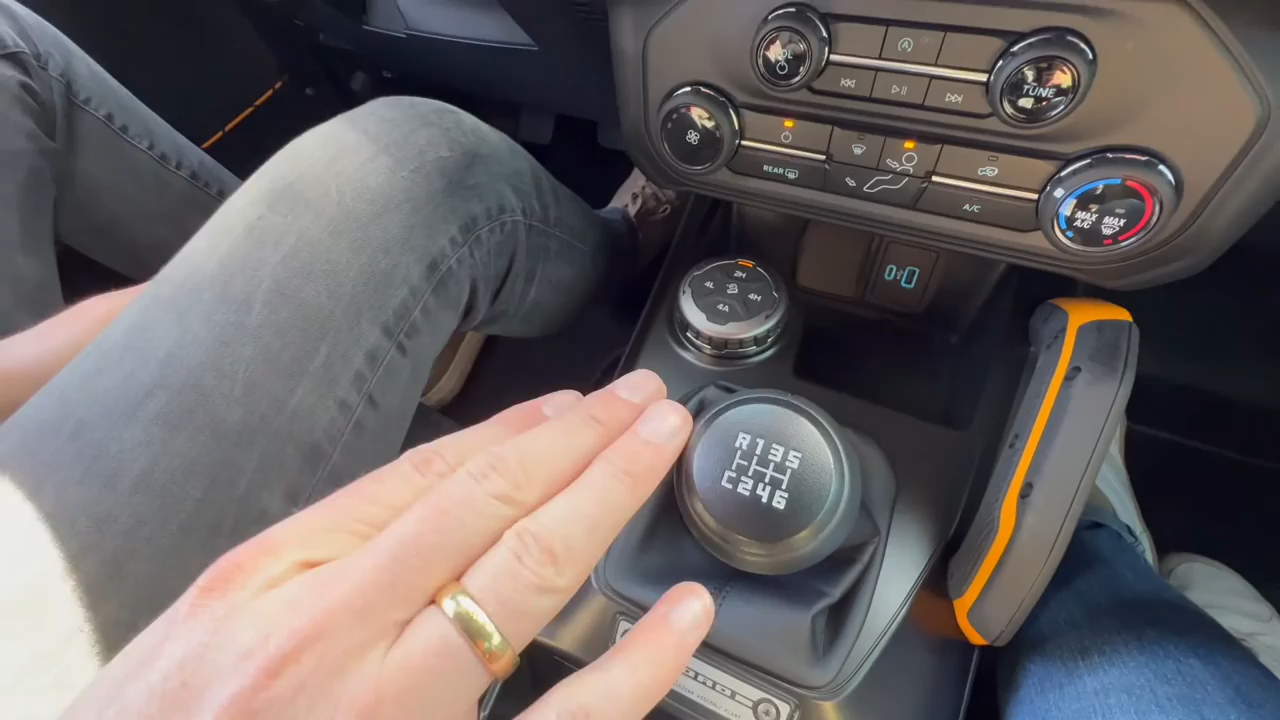 VOL
TUNE
REAR
A/C
MAX A/C
MAX
2H
4L
4H
4A
R135
C246